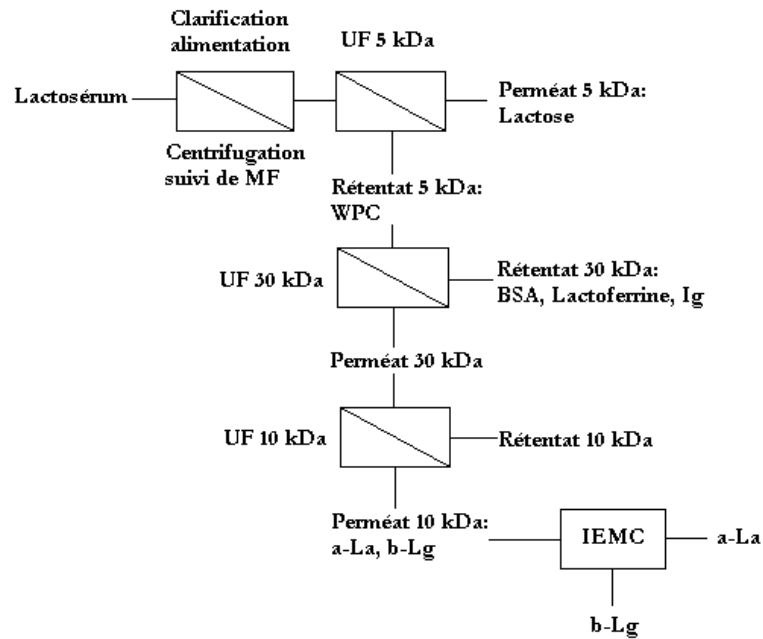 Clarification
alimentation
UF 5 kDa
Lactosérum
Perméat 5 kDa:
Lactose
Centrifugation
suivi de MF
Rétentat 5 kDa:
WPC
UF 30 kDa
Rétentat 30 kDa:
BSA, Lactoferrine, Ig
Perméat 30 kDa
UF 10 kDa
Rétentat 10 kDa
Perméat 10 kDa:
a-La, b-Lg
IEMC
a-La
b-Lg